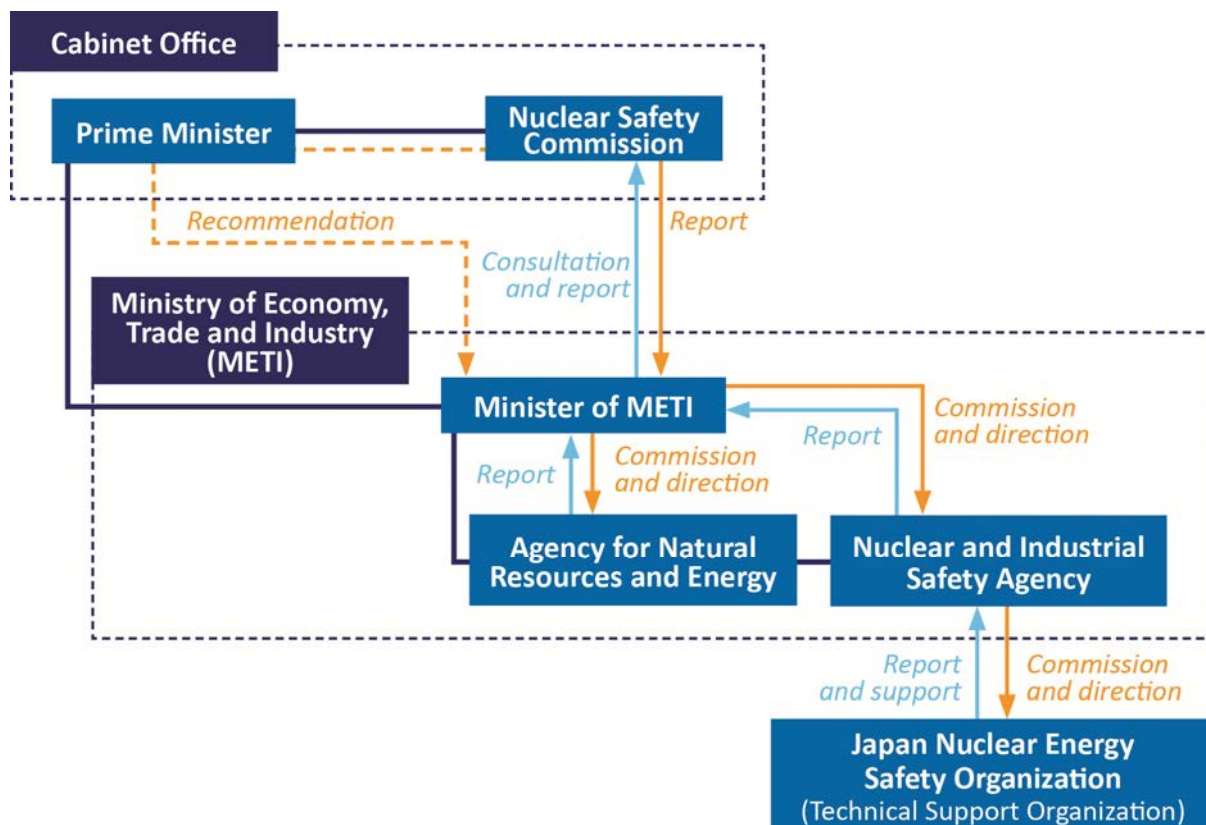 Cabinet Office
Prime Minister
Nuclear Safety
Commission
Recommendation
Report
Consultation
and report
Ministry of Economy,
Trade and Industry
(METI)
Minister of METI
Commission
and direction
Report
Report
Commission
and direction
Agency for Natural
Resources and Energy
Nuclear and Industrial
Safety Agency
Report
and support
Commission
and direction
Japan Nuclear Energy
Safety Organization
(Technical Support Organization)